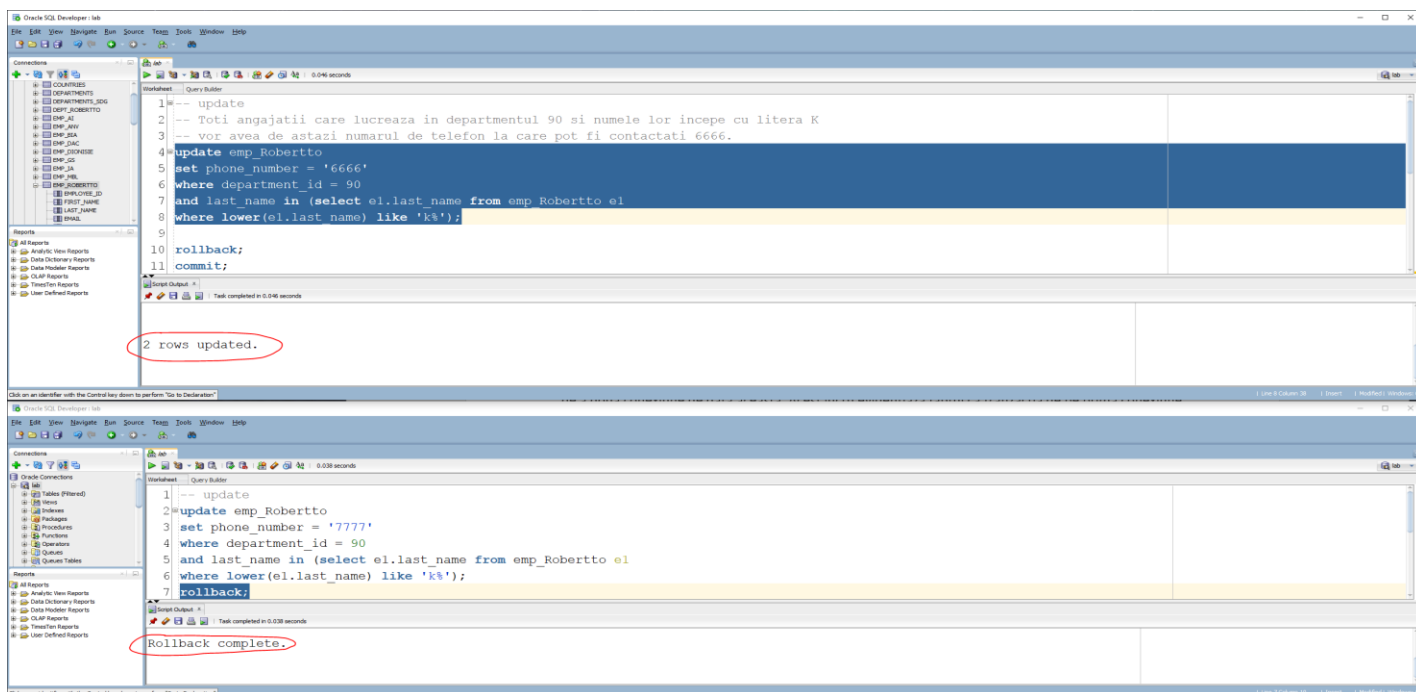 Oracle SQL Developer : lab
File Edit View Navigate Run Source Team Tools Window Help
Connections
lab
COUNTRIES
DEPARTMENTS
DEPARTMENTS_SDG
DEPT_ROBERTTO
EMP_AI
EMP_ANV
EMP_BIA
EMP_DAC
EMP_DIONISIE
EMP_GS
EMP_IA
EMP_MBL
EMP_ROBERTTO
EMPLOYEE_ID
FIRST_NAME
LAST_NAME
EMAIL
Reports
All Reports
Analytic View Reports
Data Dictionary Reports
Data Modeler Reports
OLAP Reports
TimesTen Reports
User Defined Reports
0.046 seconds
lab
Worksheet Query Builder
1 -- update
2 -- Toti angajatii care lucreaza in departmentul 90 si numele lor incepe cu litera K
3 -- vor avea de astazi numarul de telefon la care pot fi contactati 6666.
4 update emp_Robertto
5 set phone_number = '6666'
6 where department_id = 90
7 and last_name in (select e1.last_name from emp_Robertto e1
8 where lower(e1.last_name) like 'k%');
9
10 rollback;
11 commit;
Script Output
Task completed in 0.046 seconds
2 rows updated.
Click on an identifier with the Control key down to perform "Go to Declaration"
Line 8 Column 38 Insert Modified Windows:
Oracle SQL Developer : lab
File Edit View Navigate Run Source Team Tools Window Help
Connections
lab
Oracle Connections
lab
Tables (Filtered)
Views
Indexes
Packages
Procedures
Functions
Operators
Queues
Queues Tables
Reports
All Reports
Analytic View Reports
Data Dictionary Reports
Data Modeler Reports
OLAP Reports
TimesTen Reports
User Defined Reports
0.038 seconds
lab
Worksheet Query Builder
1 -- update
2 update emp_Robertto
3 set phone_number = '7777'
4 where department_id = 90
5 and last_name in (select e1.last_name from emp_Robertto e1
6 where lower(e1.last_name) like 'k%');
7 rollback;
Script Output
Task completed in 0.038 seconds
Rollback complete.